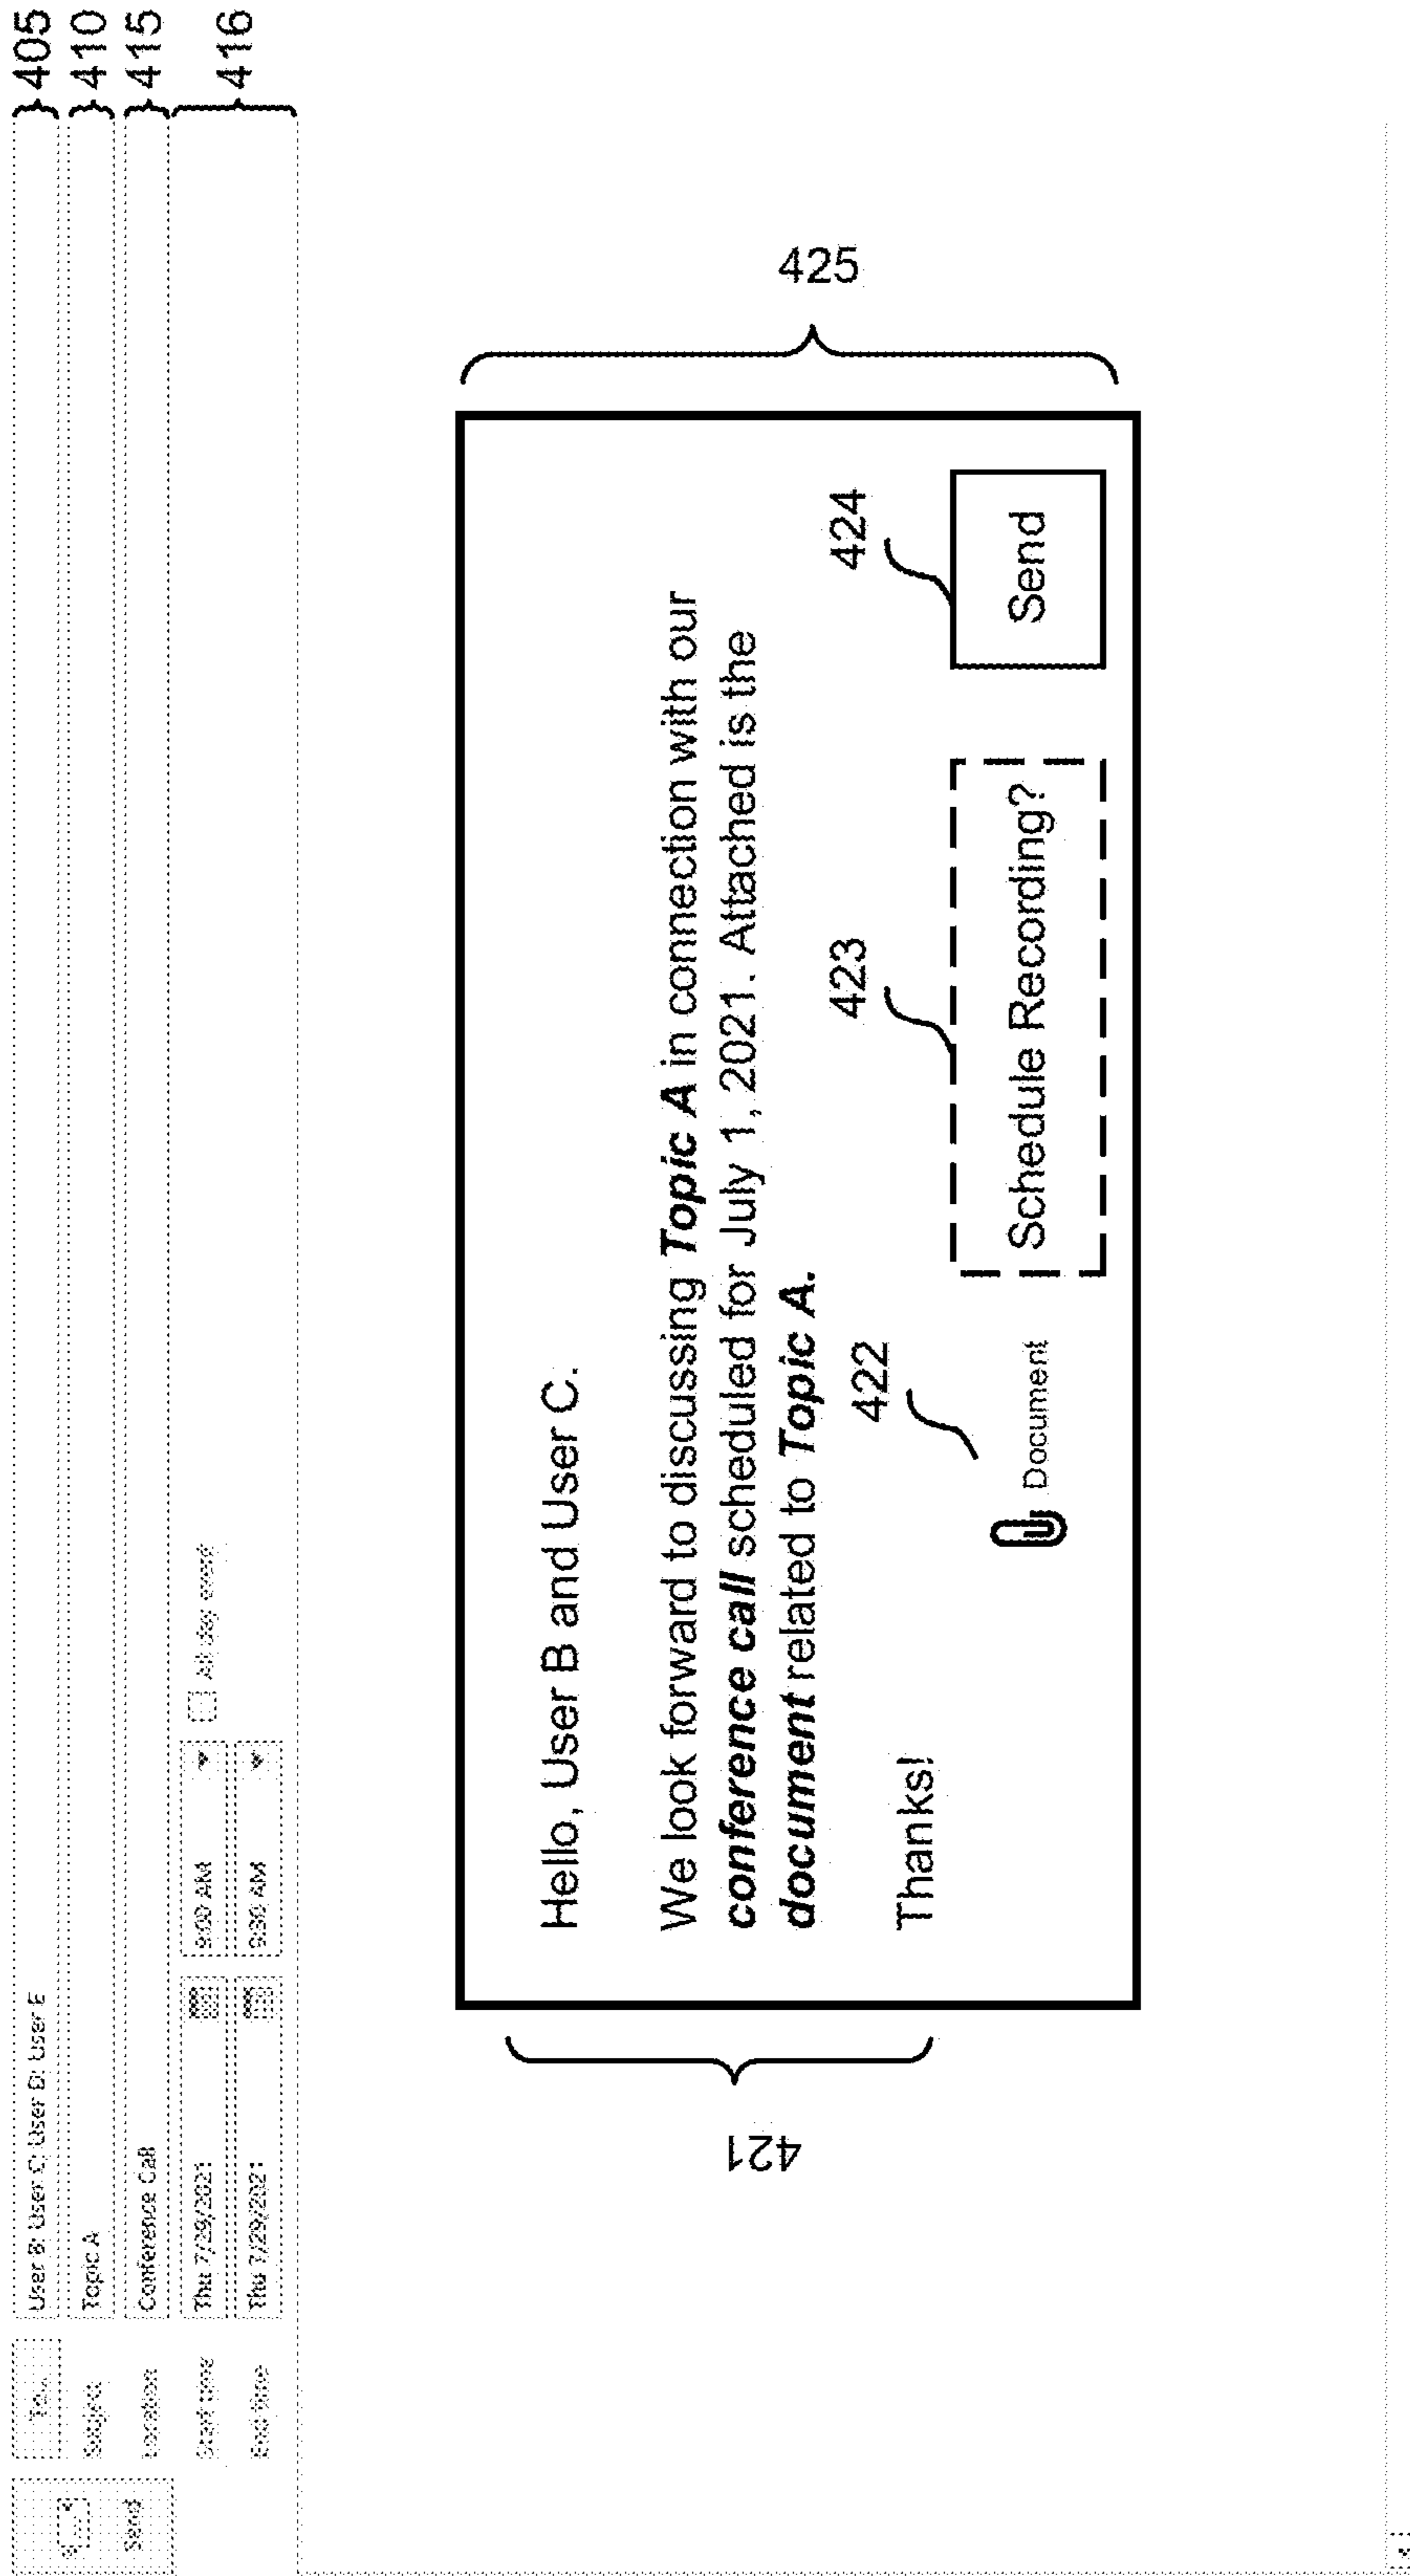 Send
To...
User B; User C; User D; User E
405
Subject
Topic A
410
Location
Conference Call
415
Start time
Thu 7/29/2021
9:00 AM
All day event
416
End time
Thu 7/29/2021
9:30 AM
421
Hello, User B and User C.
We look forward to discussing Topic A in connection with our
conference call scheduled for July 1, 2021. Attached is the
document related to Topic A.
Thanks!
422
423
424
Document
Schedule Recording?
Send
425